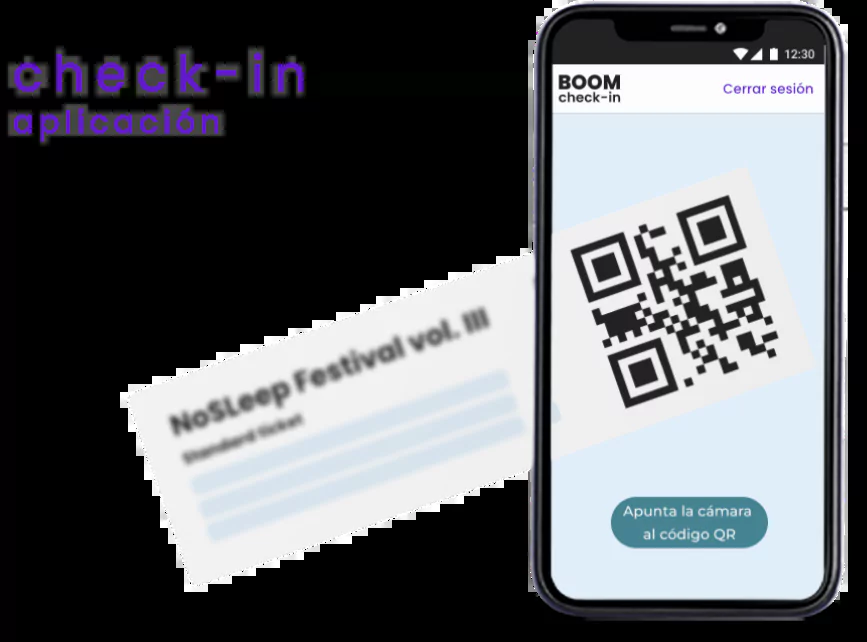 check-in
aplicación
12:30
BOOM
check-in
Cerrar sesión
NoSLeep Festival vol. III
Standard ticket
Apunta la cámara
al código QR